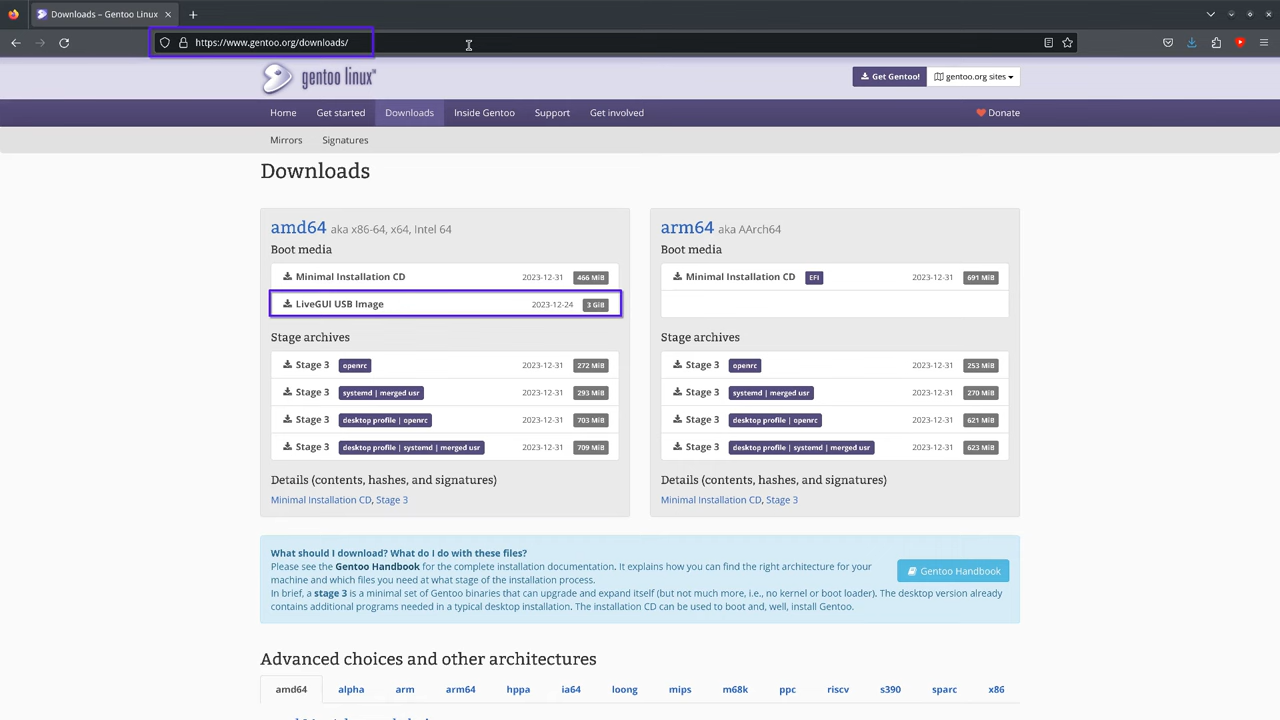 Downloads – Gentoo Linux
https://www.gentoo.org/downloads/
gentoo linux™
Get Gentoo!
gentoo.org sites
Home
Get started
Downloads
Inside Gentoo
Support
Get involved
Donate
Mirrors
Signatures
Downloads
amd64 aka x86-64, x64, Intel 64
Boot media
Minimal Installation CD 2023-12-31 466 MiB
LiveGUI USB Image 2023-12-24 3 GiB
Stage archives
Stage 3 openrc 2023-12-31 272 MiB
Stage 3 systemd | merged usr 2023-12-31 293 MiB
Stage 3 desktop profile | openrc 2023-12-31 703 MiB
Stage 3 desktop profile | systemd | merged usr 2023-12-31 709 MiB
Details (contents, hashes, and signatures)
Minimal Installation CD, Stage 3
arm64 aka AArch64
Boot media
Minimal Installation CD EFI 2023-12-31 691 MiB
Stage archives
Stage 3 openrc 2023-12-31 253 MiB
Stage 3 systemd | merged usr 2023-12-31 270 MiB
Stage 3 desktop profile | openrc 2023-12-31 621 MiB
Stage 3 desktop profile | systemd | merged usr 2023-12-31 623 MiB
Details (contents, hashes, and signatures)
Minimal Installation CD, Stage 3
What should I download? What do I do with these files?
Please see the Gentoo Handbook for the complete installation documentation. It explains how you can find the right architecture for your
machine and which files you need at what stage of the installation process.
In brief, a stage 3 is a minimal set of Gentoo binaries that can upgrade and expand itself (but not much more, i.e., no kernel or boot loader). The desktop version already
contains additional programs needed in a typical desktop installation. The installation CD can be used to boot and, well, install Gentoo.
Gentoo Handbook
Advanced choices and other architectures
amd64 alpha arm arm64 hppa ia64 loong mips m68k ppc riscv s390 sparc x86